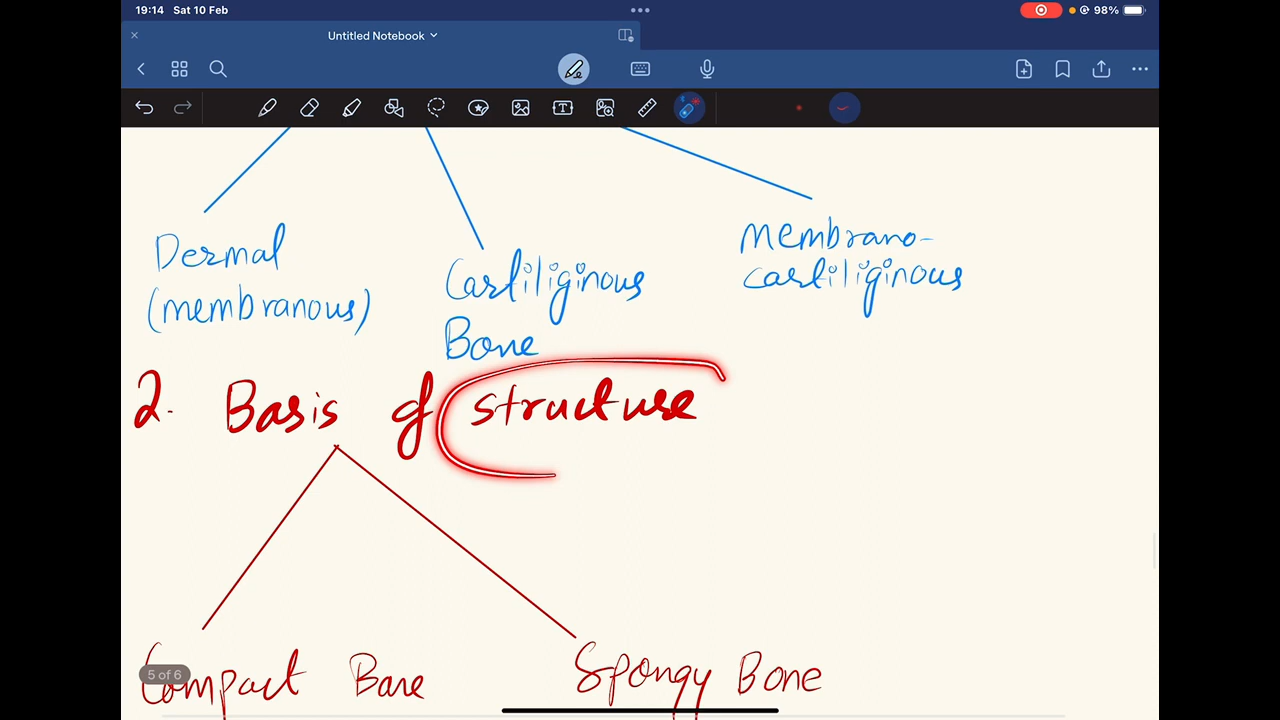 19:14 Sat 10 Feb
98%
Untitled Notebook
Dermal
(membranous)
Cartiliginous
Bone
Membrano-
cartiliginous
2. Basis of structure
Compact Bone
Spongy Bone
5 of 6